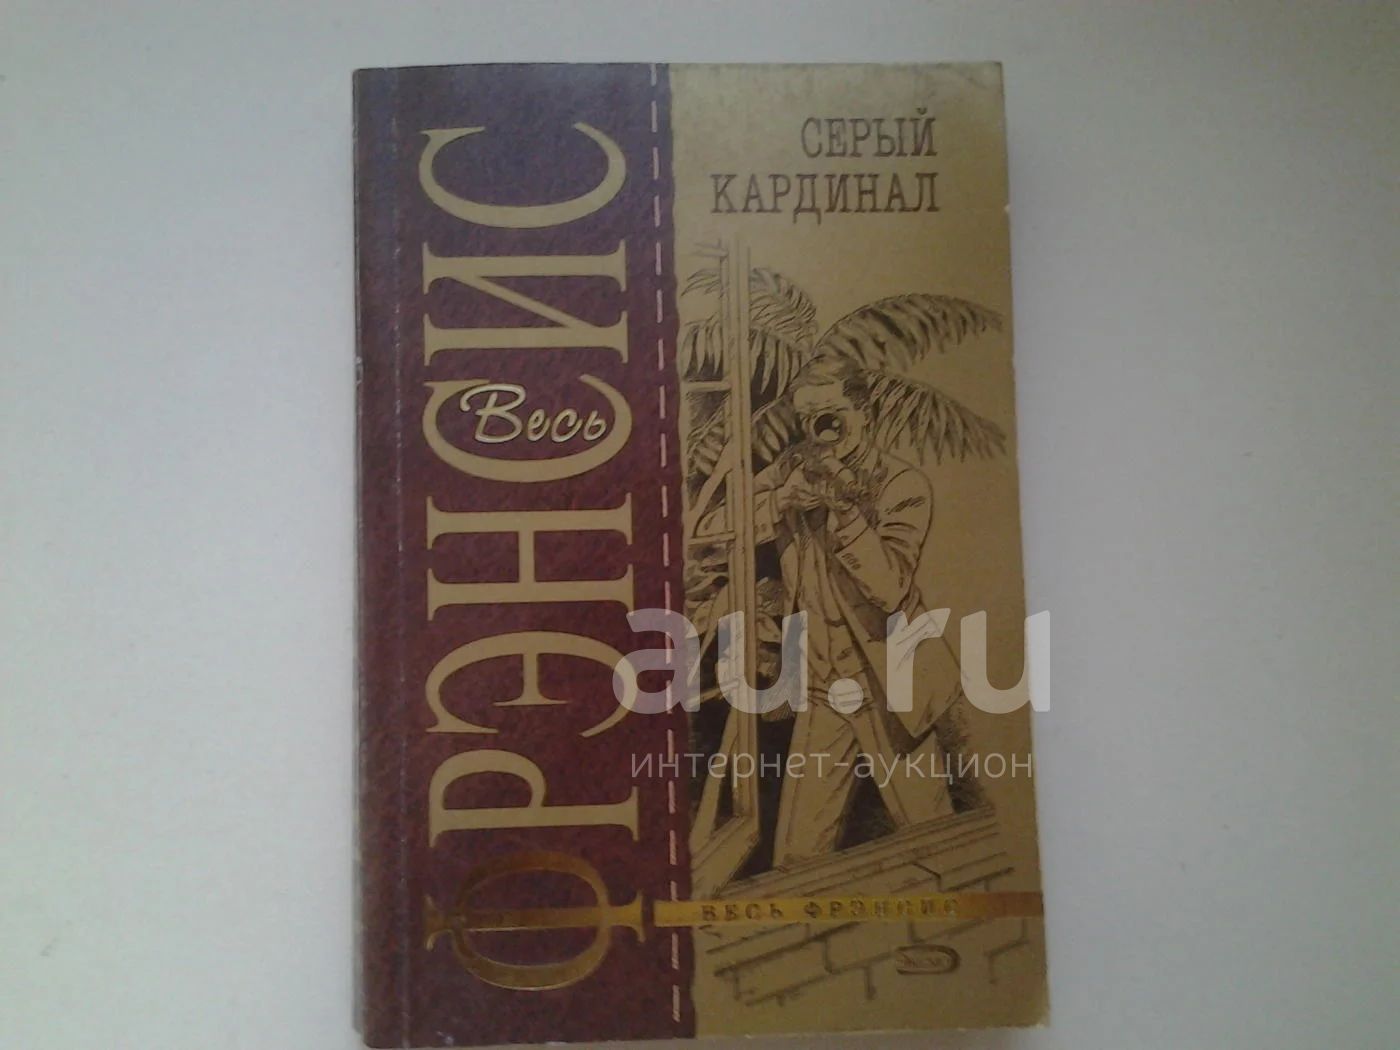 СЕРЫЙ
КАРДИНАЛ
ФРЭНСИС
Весь
ВЕСЬ ФРЭНСИС
au.ru
интернет-аукцион